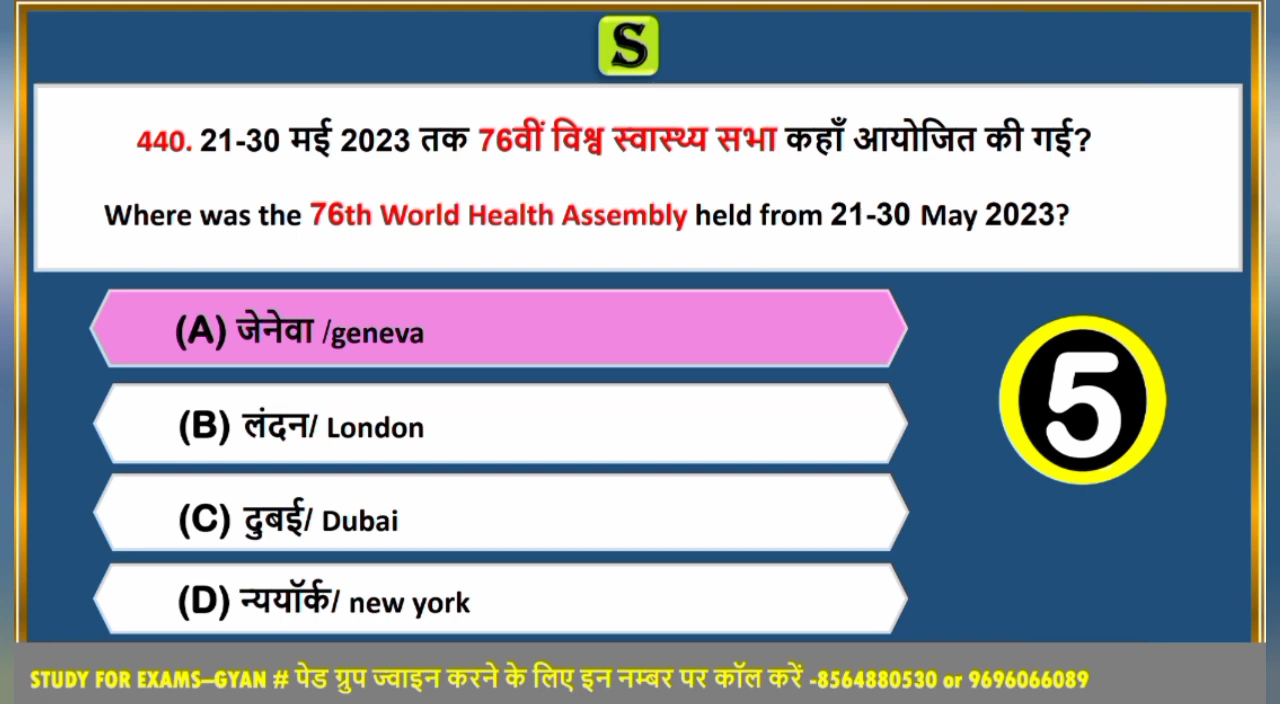 S
440. 21-30 मई 2023 तक 76वीं विश्व स्वास्थ्य सभा कहाँ आयोजित की गई?
Where was the 76th World Health Assembly held from 21-30 May 2023?
(A) जेनेवा /geneva
(B) लंदन/ London
5
(C) दुबई/ Dubai
(D) न्ययॉर्क/ new york
STUDY FOR EXAMS–GYAN # पेड ग्रुप ज्वाइन करने के लिए इन नम्बर पर कॉल करें -8564880530 or 9696066089